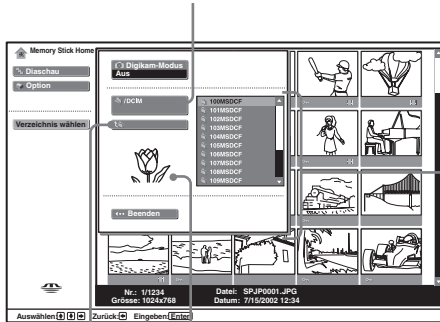 Memory Stick Home
Diaschau
Option
Verzeichnis wählen
Digikam-Modus
Aus
/DCIM
100MSDCF
101MSDCF
102MSDCF
103MSDCF
104MSDCF
105MSDCF
106MSDCF
107MSDCF
108MSDCF
109MSDCF
Beenden
Nr.: 1/1234
Grösse: 1024x768
Datei: SPJP0001.JPG
Datum: 7/15/2002 12:34
Auswählen: Zurück: Eingeben: Enter